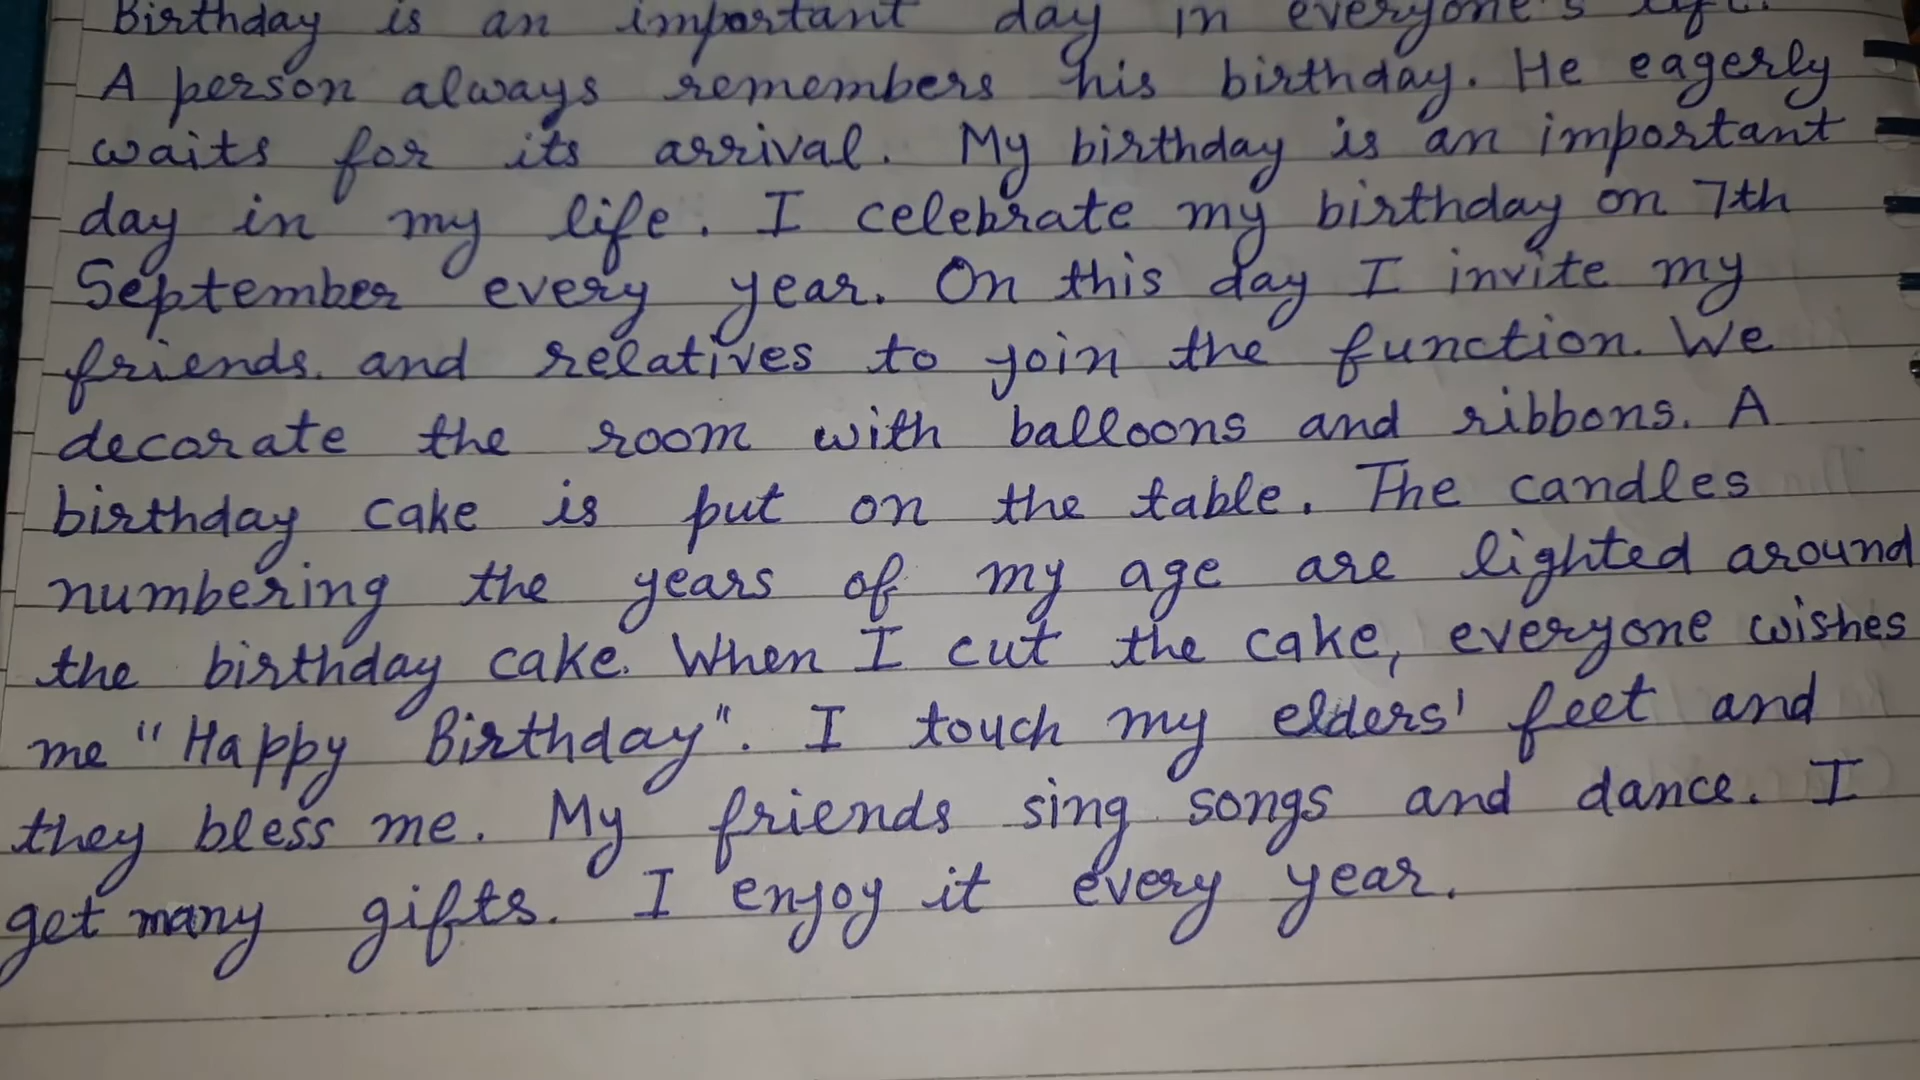 Birthday is an important day in everyone's life.
A person always remembers his birthday. He eagerly
waits for its arrival. My birthday is an important
day in my life. I celebrate my birthday on 7th
September every year. On this day I invite my
friends. and relatives to join the function. We
decorate the room with balloons and ribbons. A
birthday cake is put on the table. The candles
numbering the years of my age are lighted around
the birthday cake. When I cut the cake, everyone wishes
me "Happy Birthday". I touch my elders' feet and
they bless me. My friends sing songs and dance. I
get many gifts. I enjoy it every year.